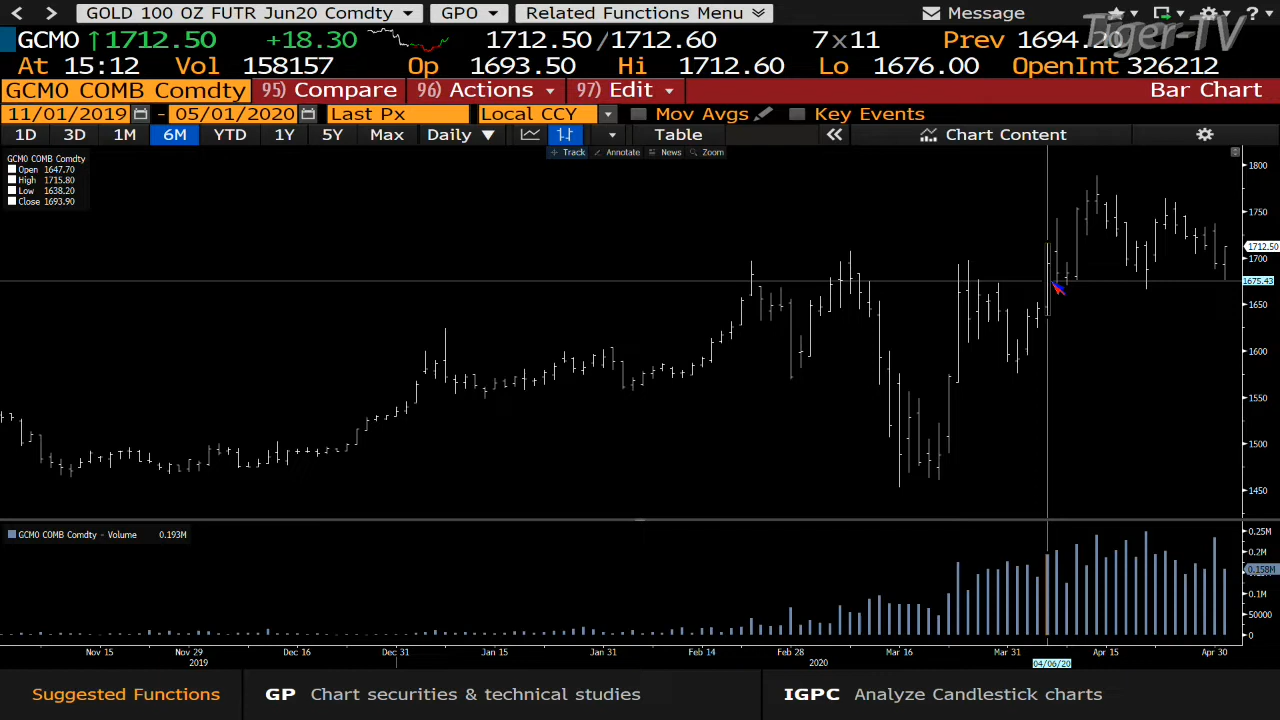 GOLD 100 OZ FUTR Jun20 Comdty GPO Related Functions Menu Message ?
Tiger-TV
GCM0 ↑1712.50 +18.30 1712.50/1712.60 7x11 Prev 1694.20
At 15:12 Vol 158157 Op 1693.50 Hi 1712.60 Lo 1676.00 OpenInt 326212
GCM0 COMB Comdty 95) Compare 96) Actions 97) Edit Bar Chart
11/01/2019 - 05/01/2020 Last Px Local CCY Mov Avgs Key Events
1D 3D 1M 6M YTD 1Y 5Y Max Daily ▼ Table « Chart Content
Track Annotate News Zoom
GCM0 COMB Comdty
Open 1647.70
High 1715.80
Low 1638.20
Close 1693.90
1800
1750
1712.50
1700
1675.43
1650
1600
1550
1500
1450
GCM0 COMB Comdty - Volume 0.193M
0.25M
0.2M
0.158M
0.1M
50000
0
Nov 15 Nov 29 Dec 16 Dec 31 Jan 15 Jan 31 Feb 14 Feb 28 Mar 16 Mar 31 Apr 15 Apr 30
2019 2020 04/06/20
Suggested Functions GP Chart securities & technical studies IGPC Analyze Candlestick charts